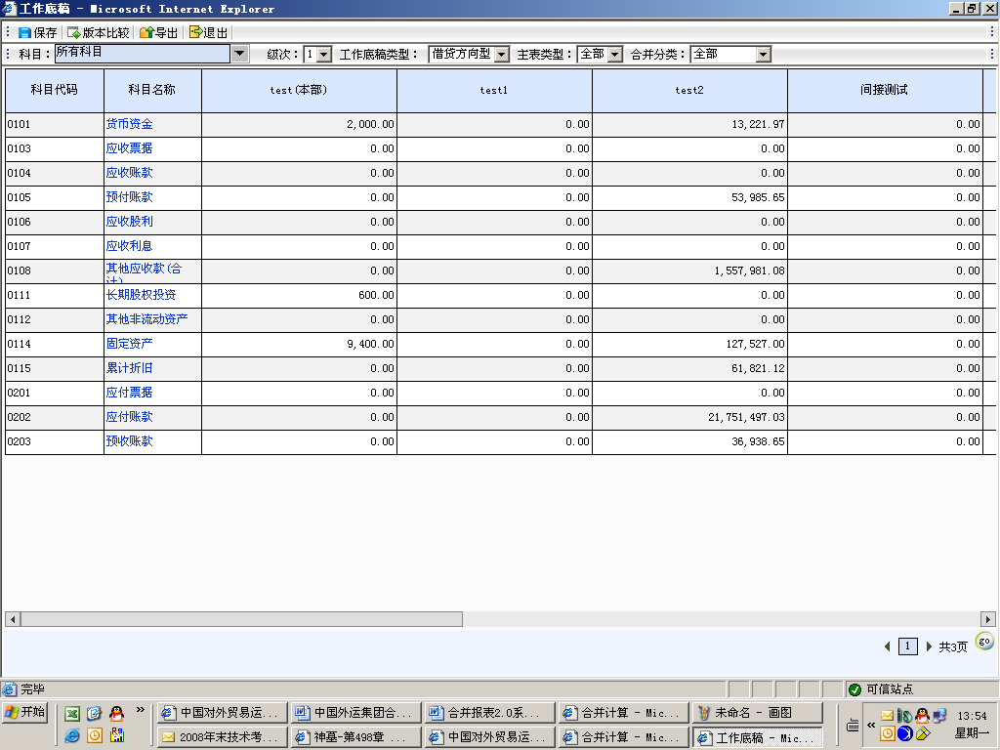 工作底稿 - Microsoft Internet Explorer
保存 版本比较 导出 退出
科目： 所有科目 级次： 1 工作底稿类型： 借贷方向型 主表类型： 全部 合并分类： 全部
科目代码 科目名称 test(本部) test1 test2 间接测试
0101 货币资金 2,000.00 0.00 13,221.97 0.00
0103 应收票据 0.00 0.00 0.00 0.00
0104 应收账款 0.00 0.00 0.00 0.00
0105 预付账款 0.00 0.00 53,985.65 0.00
0106 应收股利 0.00 0.00 0.00 0.00
0107 应收利息 0.00 0.00 0.00 0.00
0108 其他应收款(合计) 0.00 0.00 1,557,981.08 0.00
0111 长期股权投资 600.00 0.00 0.00 0.00
0112 其他非流动资产 0.00 0.00 0.00 0.00
0114 固定资产 9,400.00 0.00 127,527.00 0.00
0115 累计折旧 0.00 0.00 61,821.12 0.00
0201 应付票据 0.00 0.00 0.00 0.00
0202 应付账款 0.00 0.00 21,751,497.03 0.00
0203 预收账款 0.00 0.00 36,938.65 0.00
1 共3页 go
完毕 可信站点
开始 » 中国对外贸易运... 中国外运集团合... 合并报表2.0系... 合并计算 - Mic... 未命名 - 画图 « 13:54
2008年末技术考... 神墓-第498章 ... 中国对外贸易运... 合并计算 - Mic... 工作底稿 - Mic... 星期一